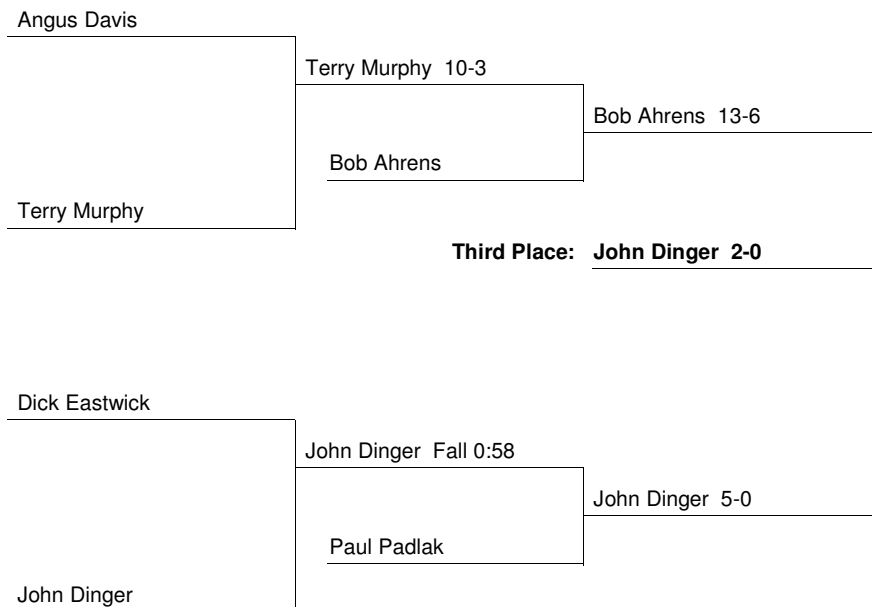 Angus Davis
Terry Murphy 10-3
Bob Ahrens 13-6
Bob Ahrens
Terry Murphy
Third Place: John Dinger 2-0
Dick Eastwick
John Dinger Fall 0:58
John Dinger 5-0
Paul Padlak
John Dinger